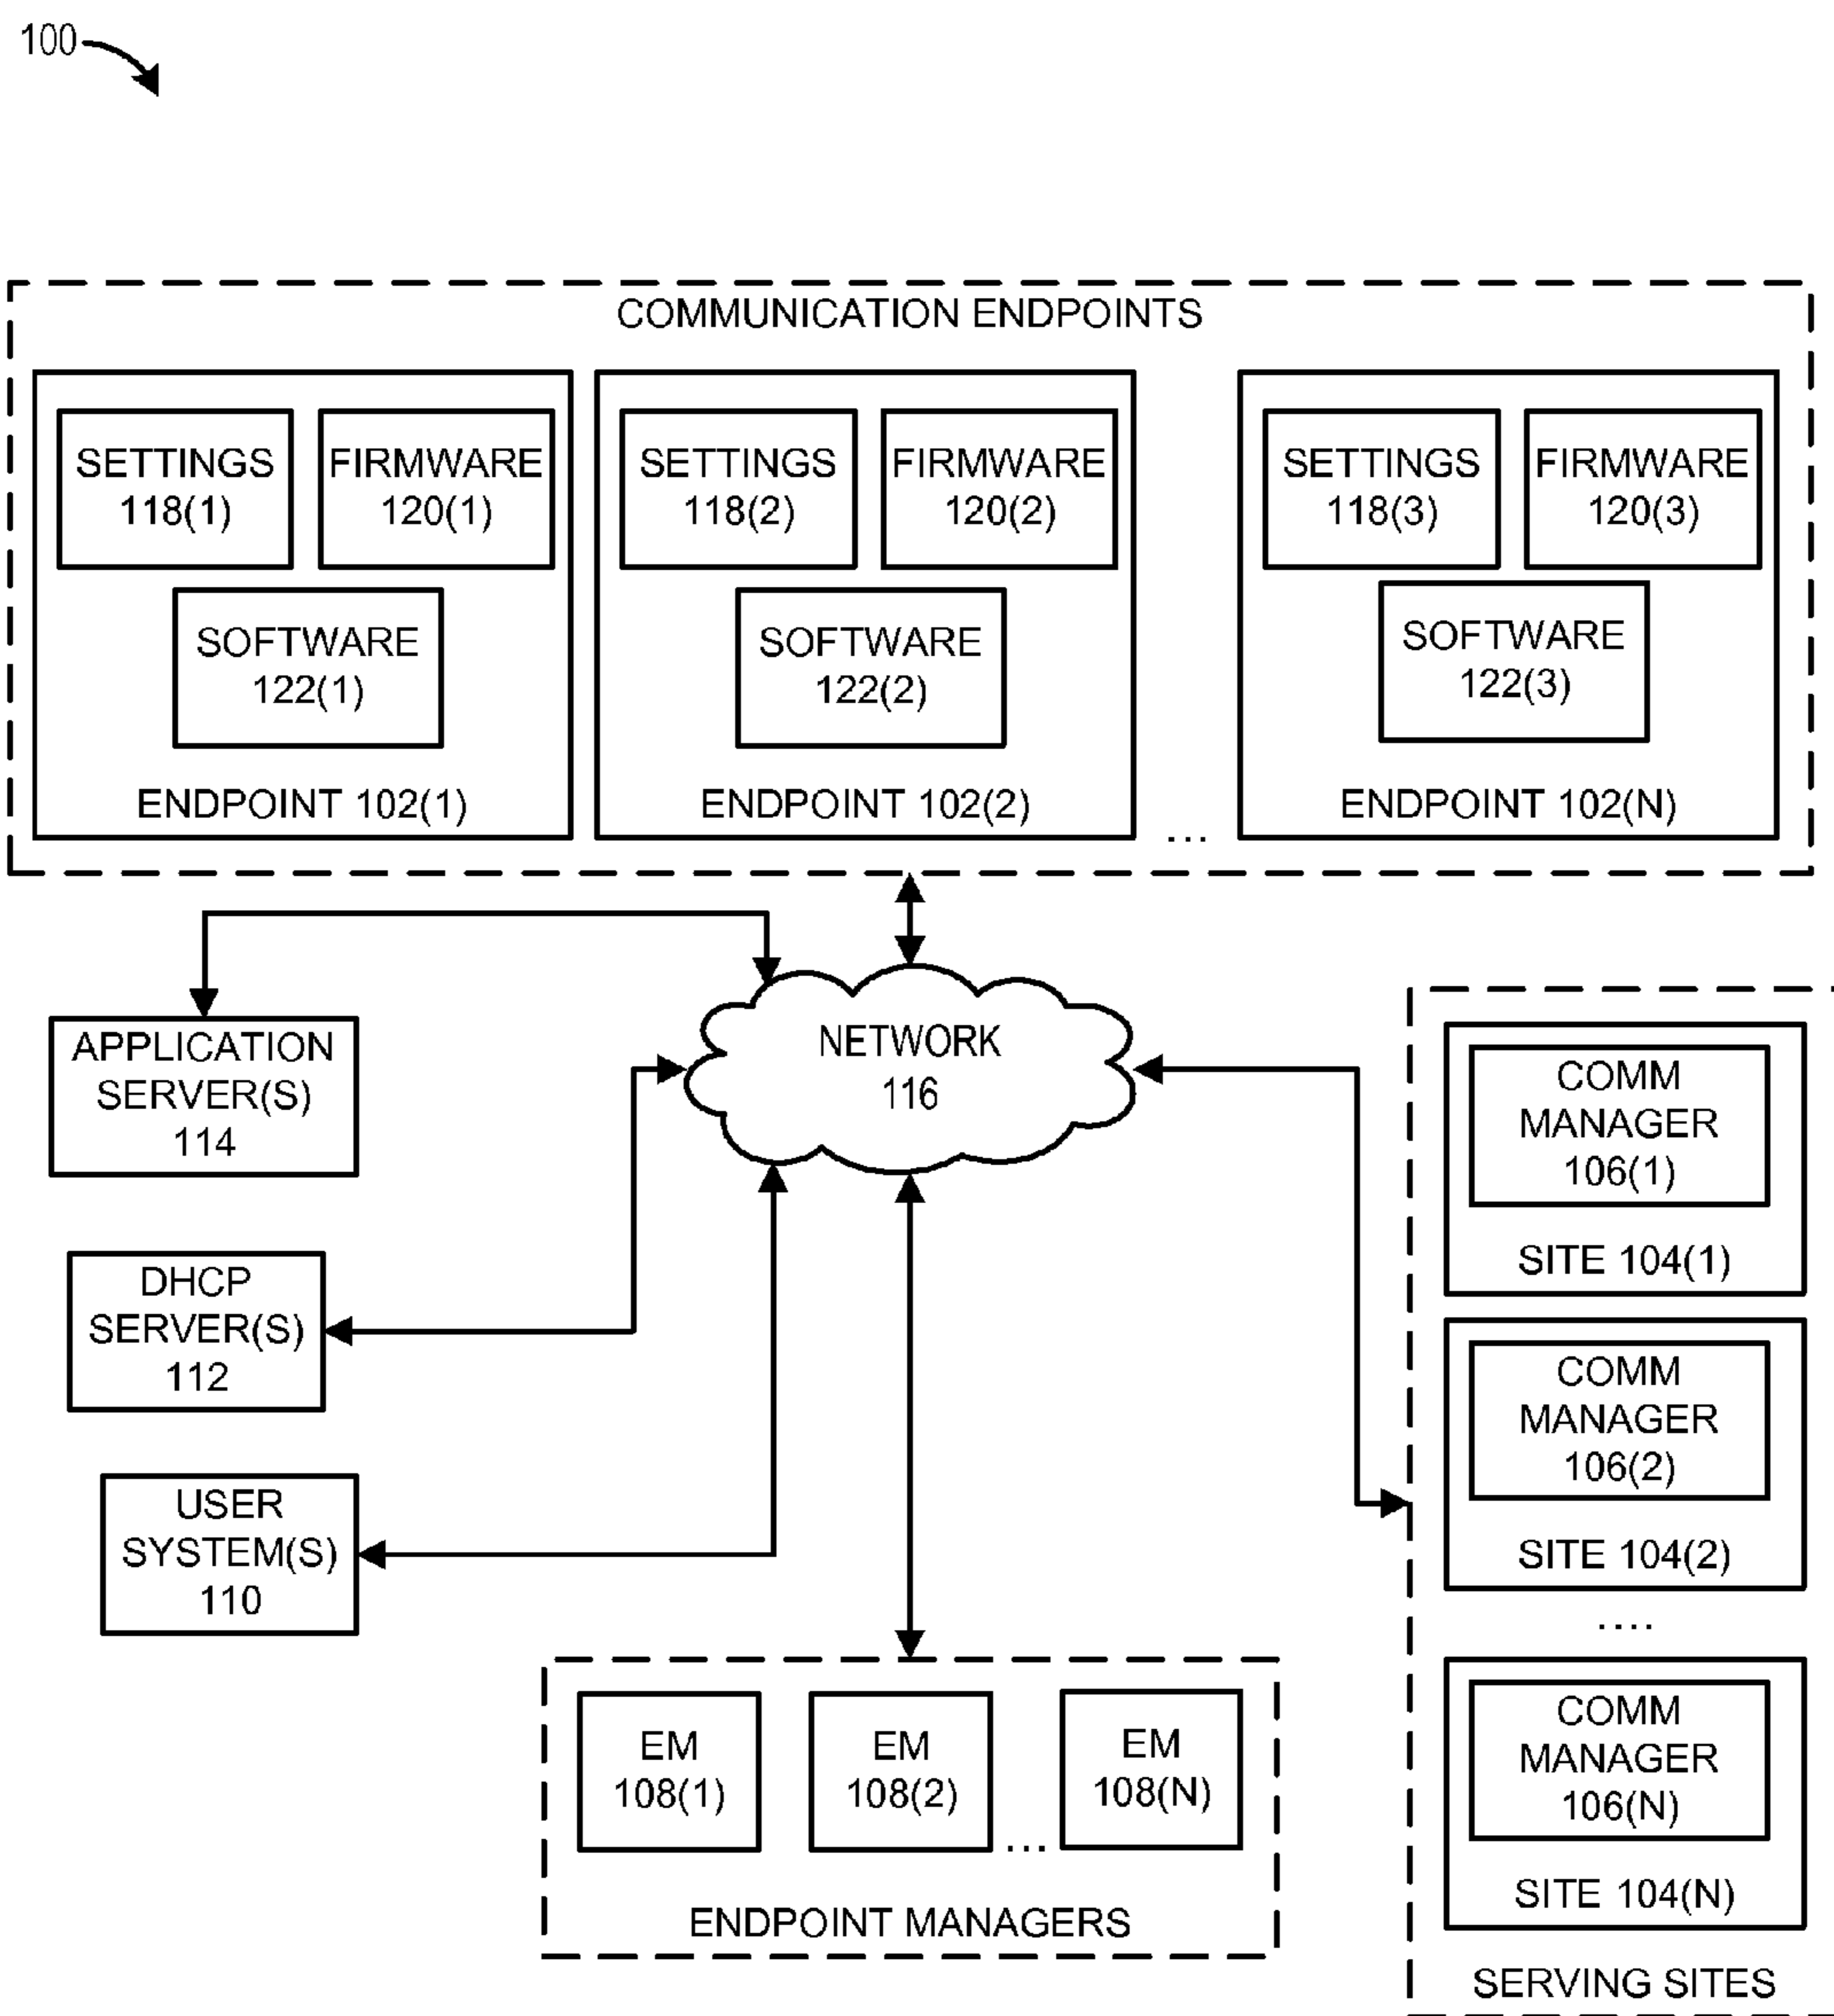 100
COMMUNICATION ENDPOINTS
SETTINGS
118(1)
FIRMWARE
120(1)
SOFTWARE
122(1)
ENDPOINT 102(1)
SETTINGS
118(2)
FIRMWARE
120(2)
SOFTWARE
122(2)
ENDPOINT 102(2)
...
SETTINGS
118(3)
FIRMWARE
120(3)
SOFTWARE
122(3)
ENDPOINT 102(N)
APPLICATION
SERVER(S)
114
NETWORK
116
DHCP
SERVER(S)
112
USER
SYSTEM(S)
110
COMM
MANAGER
106(1)
SITE 104(1)
COMM
MANAGER
106(2)
SITE 104(2)
....
COMM
MANAGER
106(N)
SITE 104(N)
SERVING SITES
EM
108(1)
EM
108(2)
...
EM
108(N)
ENDPOINT MANAGERS